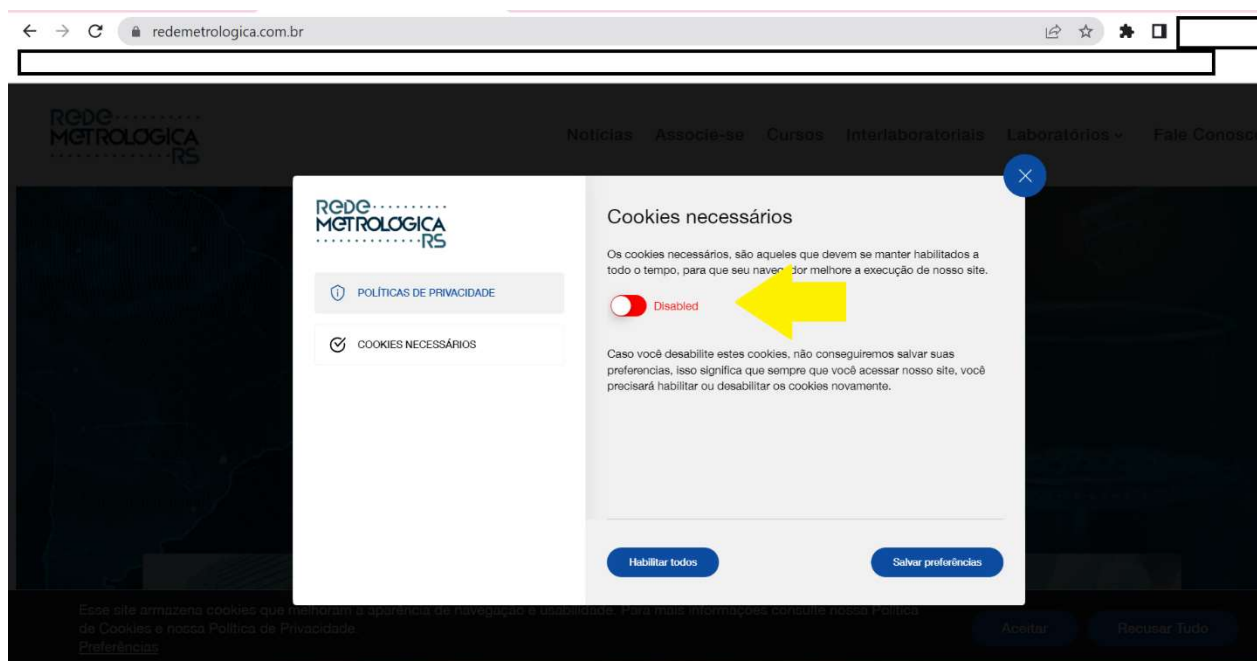 redemetrologica.com.br
REDE
METROLOGICA
RS
Notícias Associe-se Cursos Interlaboratoriais Laboratórios Fale Conosco
REDE
METROLOGICA
RS
POLÍTICAS DE PRIVACIDADE
COOKIES NECESSÁRIOS
Cookies necessários
Os cookies necessários, são aqueles que devem se manter habilitados a
todo o tempo, para que seu navegador melhore a execução de nosso site.
Disabled
Caso você desabilite estes cookies, não conseguiremos salvar suas
preferencias, isso significa que sempre que você acessar nosso site, você
precisará habilitar ou desabilitar os cookies novamente.
Habilitar todos
Salvar preferências
Esse site armazena cookies que melhoram a aparência de navegação e usabilidade. Para mais informações consulte nossa Política
de Cookies e nossa Política de Privacidade.
Preferências
Aceitar
Recusar Tudo